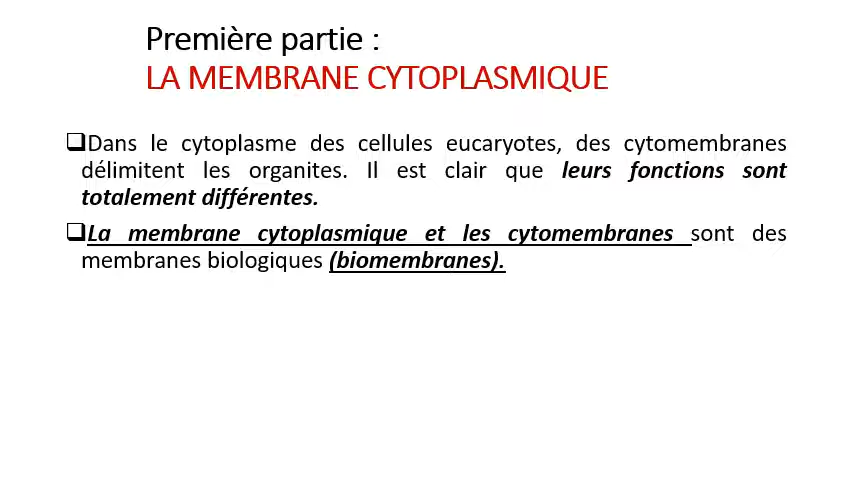 Première partie :
LA MEMBRANE CYTOPLASMIQUE
❑Dans le cytoplasme des cellules eucaryotes, des cytomembranes
délimitent les organites. Il est clair que leurs fonctions sont
totalement différentes.
❑La membrane cytoplasmique et les cytomembranes sont des
membranes biologiques (biomembranes).